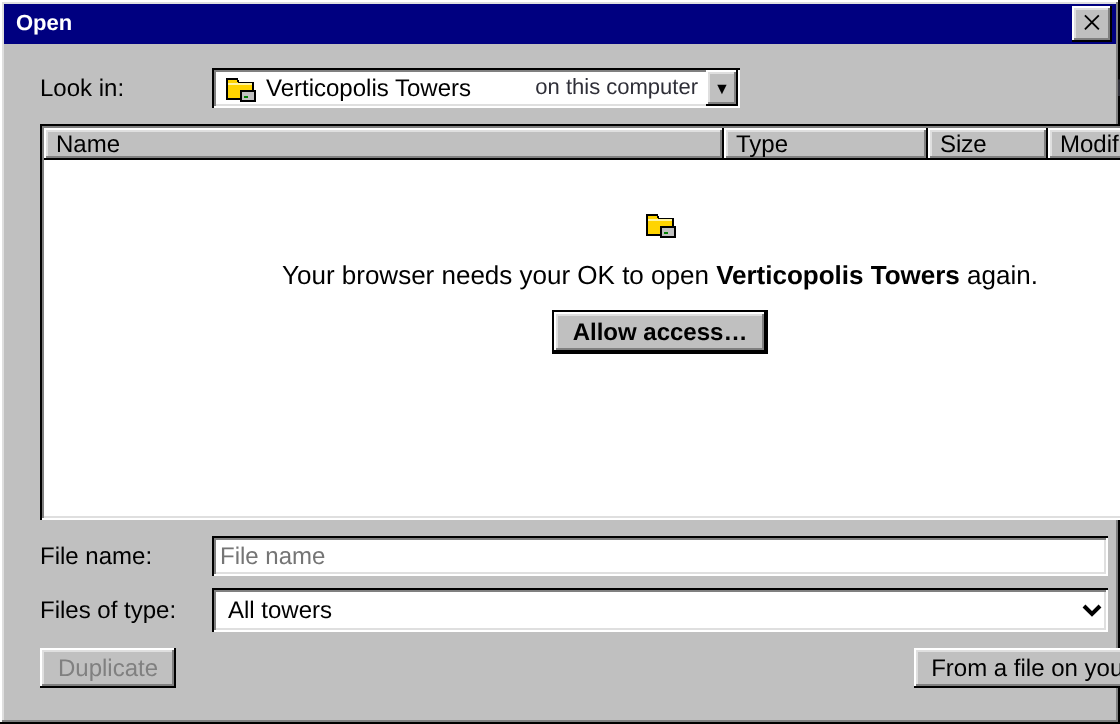 Open
Look in: Verticopolis Towers on this computer
Name Type Size Modif
Your browser needs your OK to open Verticopolis Towers again.
Allow access…
File name: File name
Files of type: All towers
Duplicate From a file on you